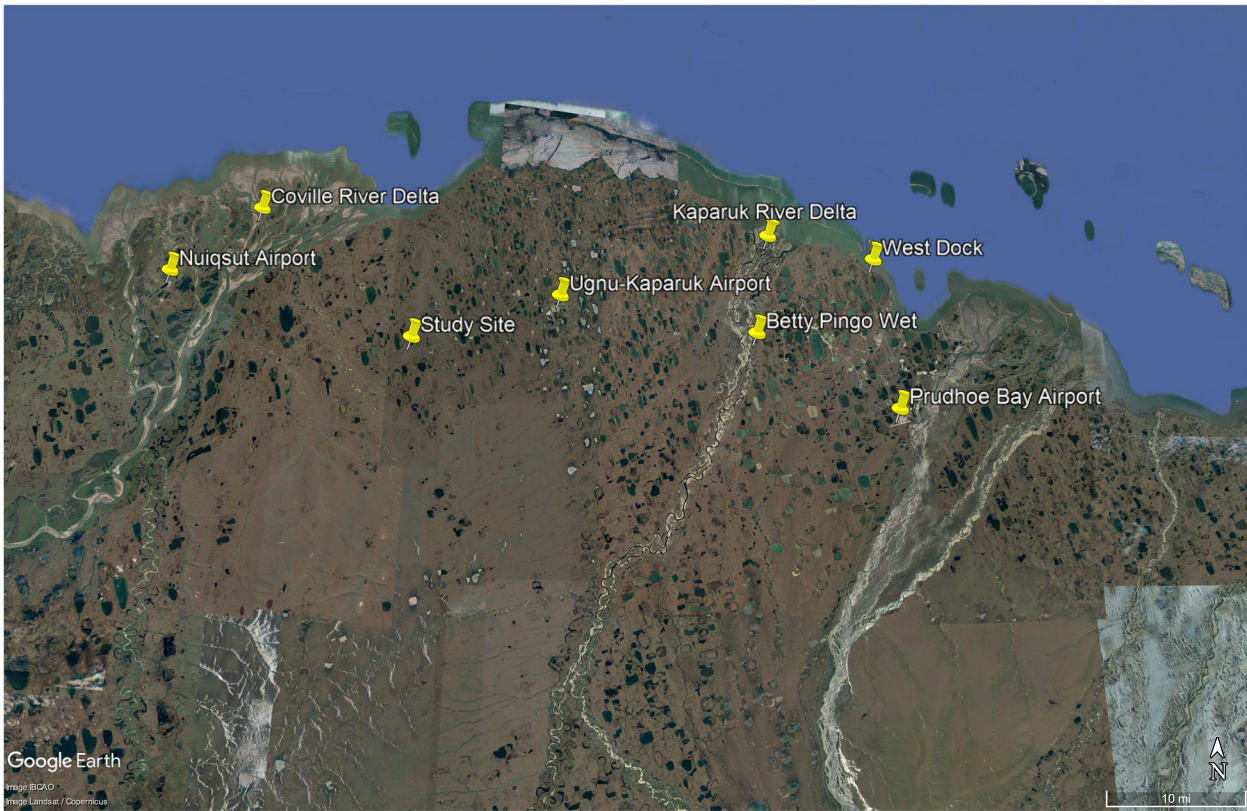 Coville River Delta
Kaparuk River Delta
West Dock
Nuiqsut Airport
Ugnu-Kaparuk Airport
Study Site
Betty Pingo Wet
Prudhoe Bay Airport
Google Earth
Image IBCAO
Image Landsat / Copernicus
N
10 mi